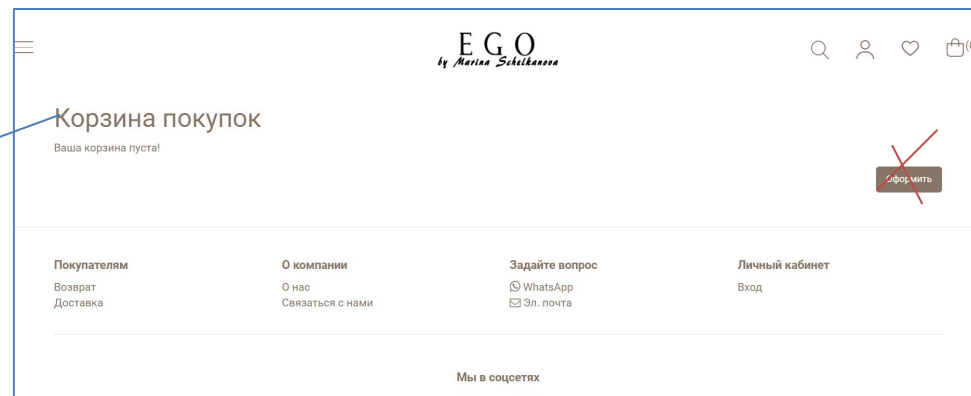 EGO
by Marina Schelkanova
Корзина покупок
Ваша корзина пуста!
Оформить
Покупателям
Возврат
Доставка
О компании
О нас
Связаться с нами
Задайте вопрос
WhatsApp
Эл. почта
Личный кабинет
Вход
Мы в соцсетях